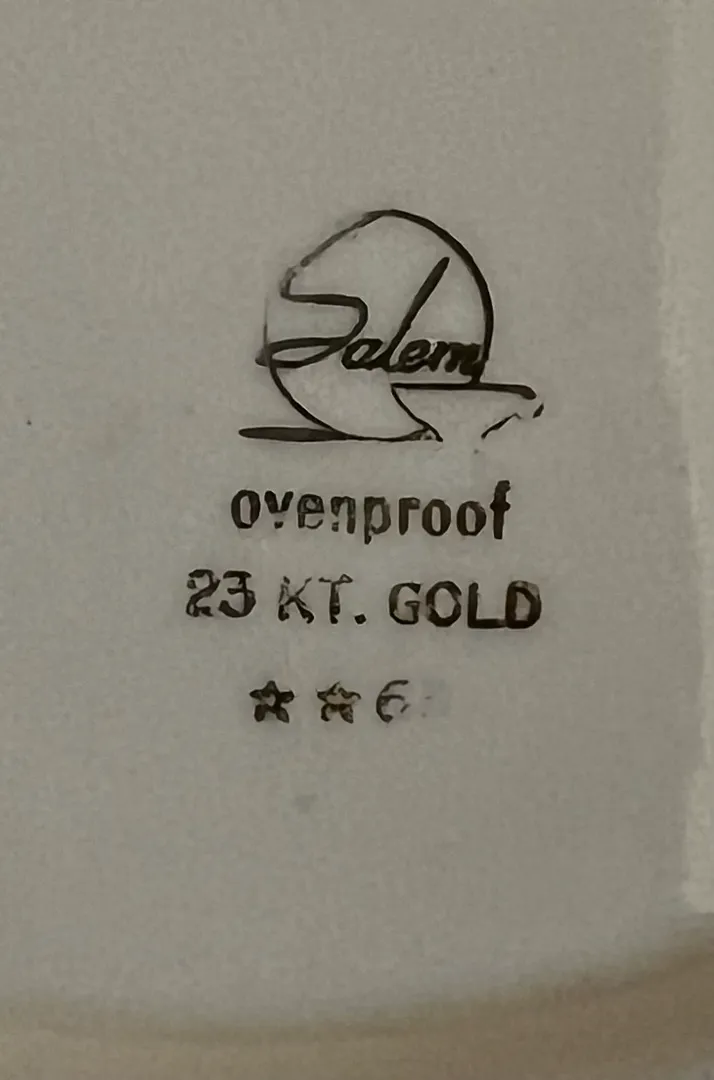 Salem
ovenproof
23 KT. GOLD
★ ★ 6